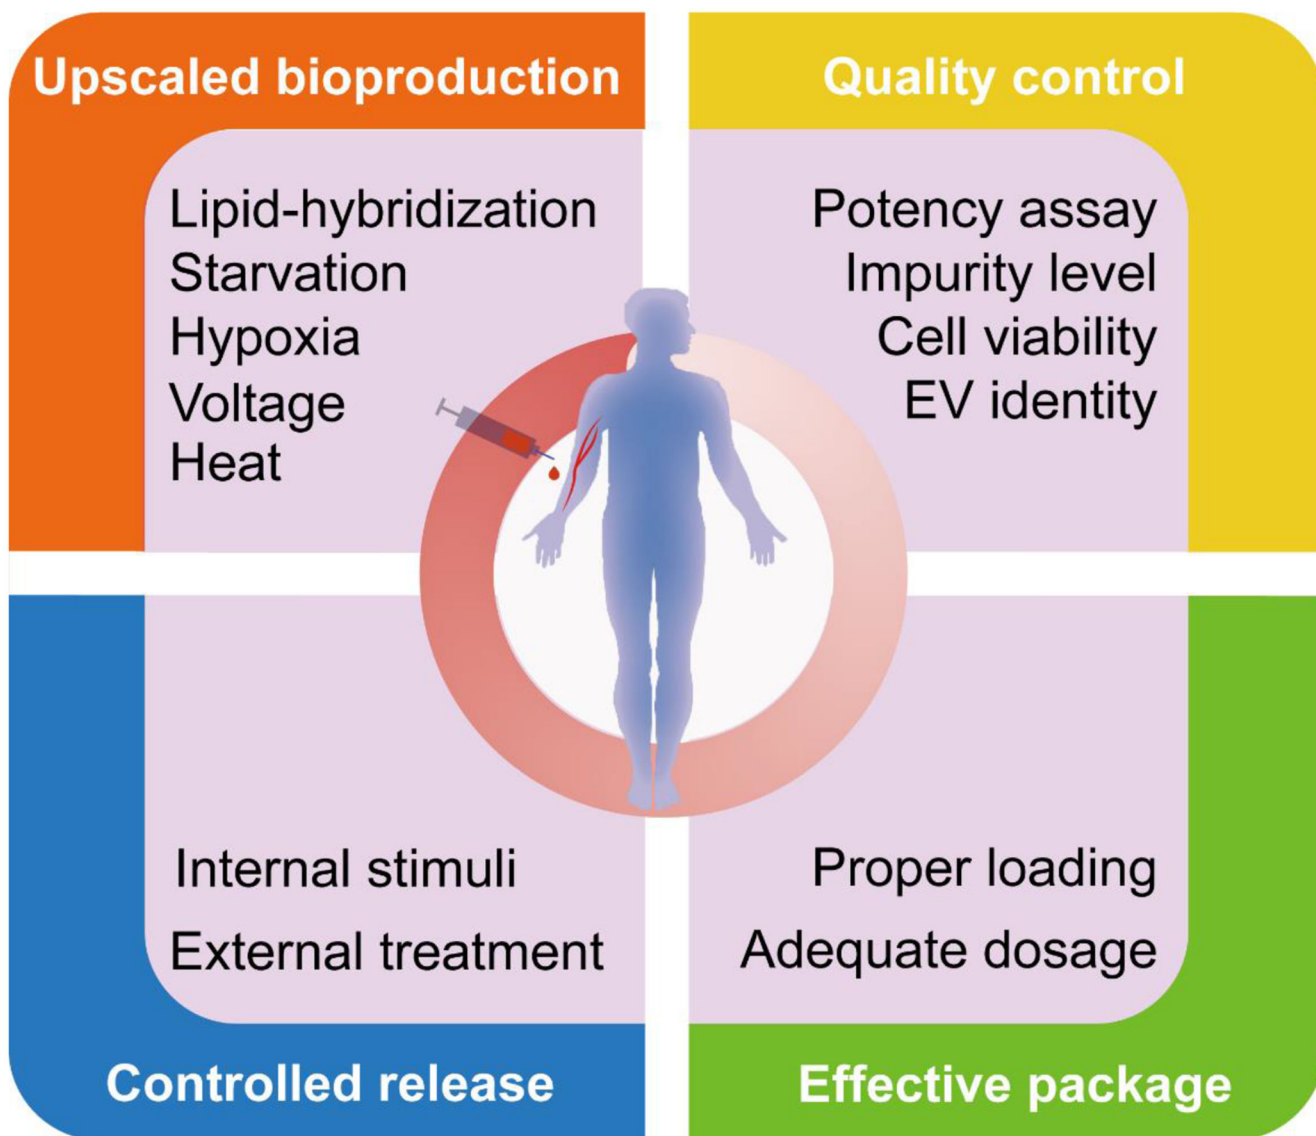 Upscaled bioproduction
Lipid-hybridization
Starvation
Hypoxia
Voltage
Heat
Quality control
Potency assay
Impurity level
Cell viability
EV identity
Internal stimuli
External treatment
Controlled release
Proper loading
Adequate dosage
Effective package